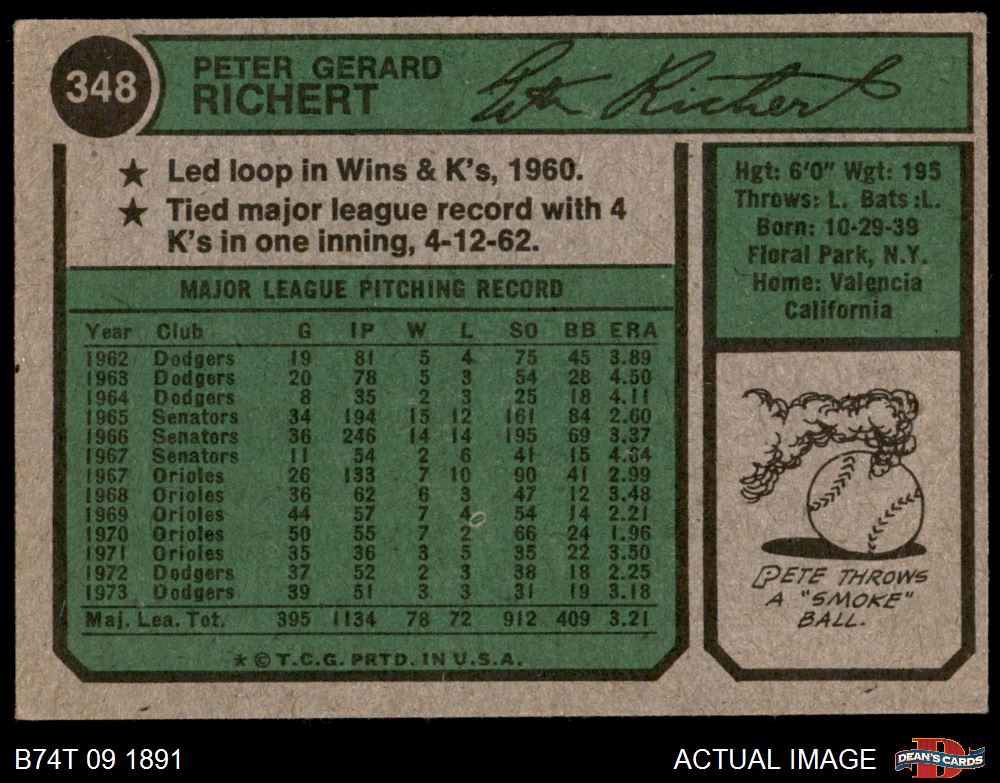 348
PETER GERARD
RICHERT
Pete Richert
★ Led loop in Wins & K's, 1960.
★ Tied major league record with 4
K's in one inning, 4-12-62.
Hgt: 6'0" Wgt: 195
Throws: L. Bats: L.
Born: 10-29-39
Floral Park, N.Y.
Home: Valencia
California
MAJOR LEAGUE PITCHING RECORD
Year Club G IP W L SO BB ERA
1962 Dodgers 19 81 5 4 75 45 3.89
1963 Dodgers 20 78 5 3 54 28 4.50
1964 Dodgers 8 35 2 3 25 18 4.11
1965 Senators 34 194 15 12 161 84 2.60
1966 Senators 36 246 14 14 195 69 3.37
1967 Senators 11 54 2 6 41 15 4.64
1967 Orioles 26 133 7 10 90 41 2.99
1968 Orioles 36 62 6 3 47 12 3.48
1969 Orioles 44 57 7 4 54 14 2.21
1970 Orioles 50 55 7 2 66 24 1.96
1971 Orioles 35 36 3 5 35 22 3.50
1972 Dodgers 37 52 2 3 38 18 2.25
1973 Dodgers 39 51 3 3 31 19 3.18
Maj. Lea. Tot. 395 1134 78 72 912 409 3.21
★ © T.C.G. PRTD. IN U.S.A.
PETE THROWS
A "SMOKE"
BALL.
B74T 09 1891
ACTUAL IMAGE
DEAN'S CARDS